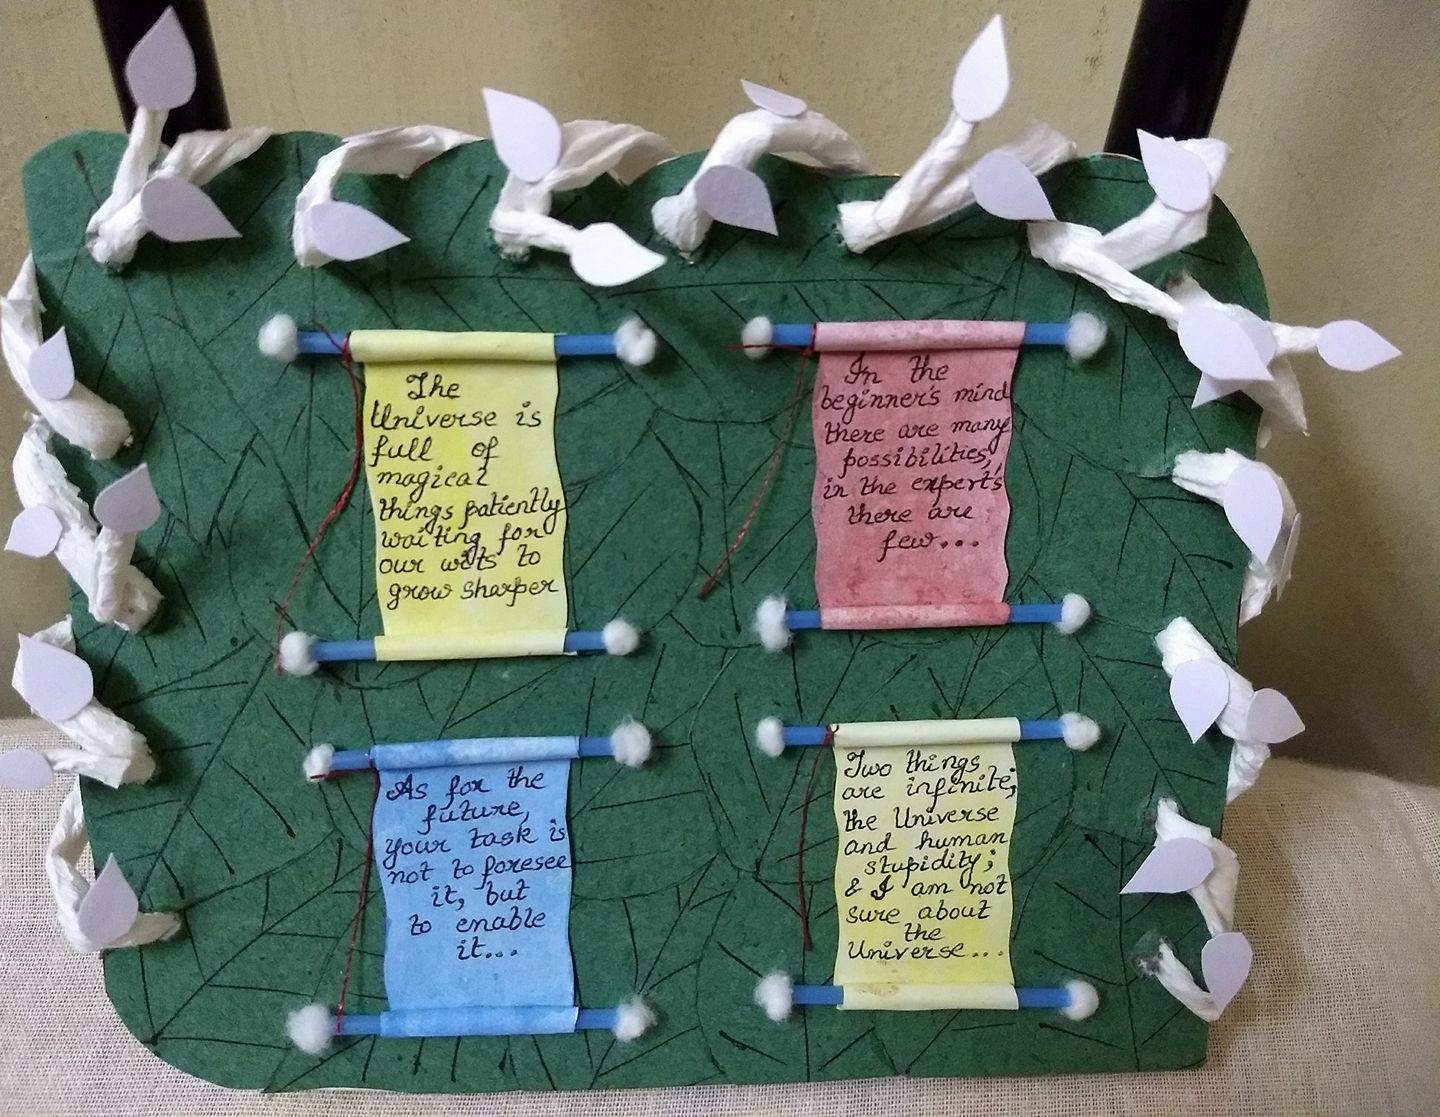 The
Universe is
full of
magical
things patiently
waiting for
our wits to
grow sharper
In the
beginner's mind
there are many
possibilities,
in the expert's
there are
few...
As for the
future,
your task is
not to foresee
it, but
to enable
it...
Two things
are infinite;
the Universe
and human
stupidity;
& I am not
sure about
the
Universe...